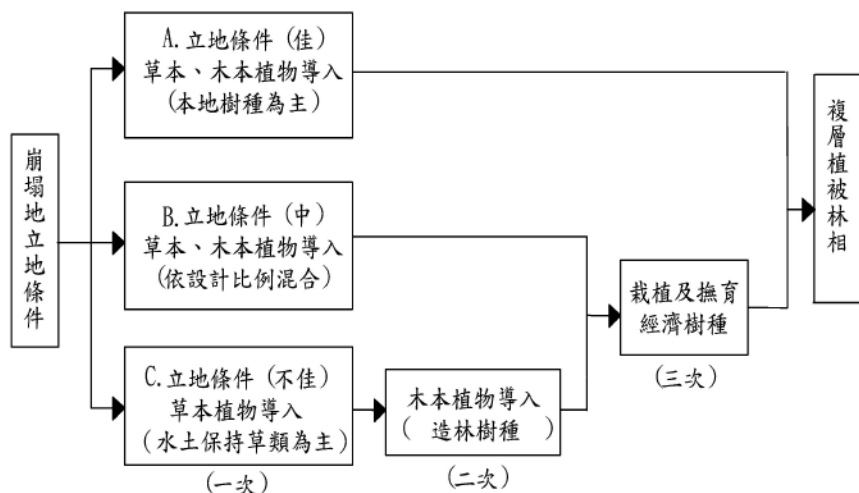 崩塌地立地條件
A.立地條件(佳)
草本、木本植物導入
(本地樹種為主)
B.立地條件(中)
草本、木本植物導入
(依設計比例混合)
C.立地條件(不佳)
草本植物導入
(水土保持草類為主)
(一次)
木本植物導入
( 造林樹種 )
(二次)
栽植及撫育
經濟樹種
(三次)
複層植被林相